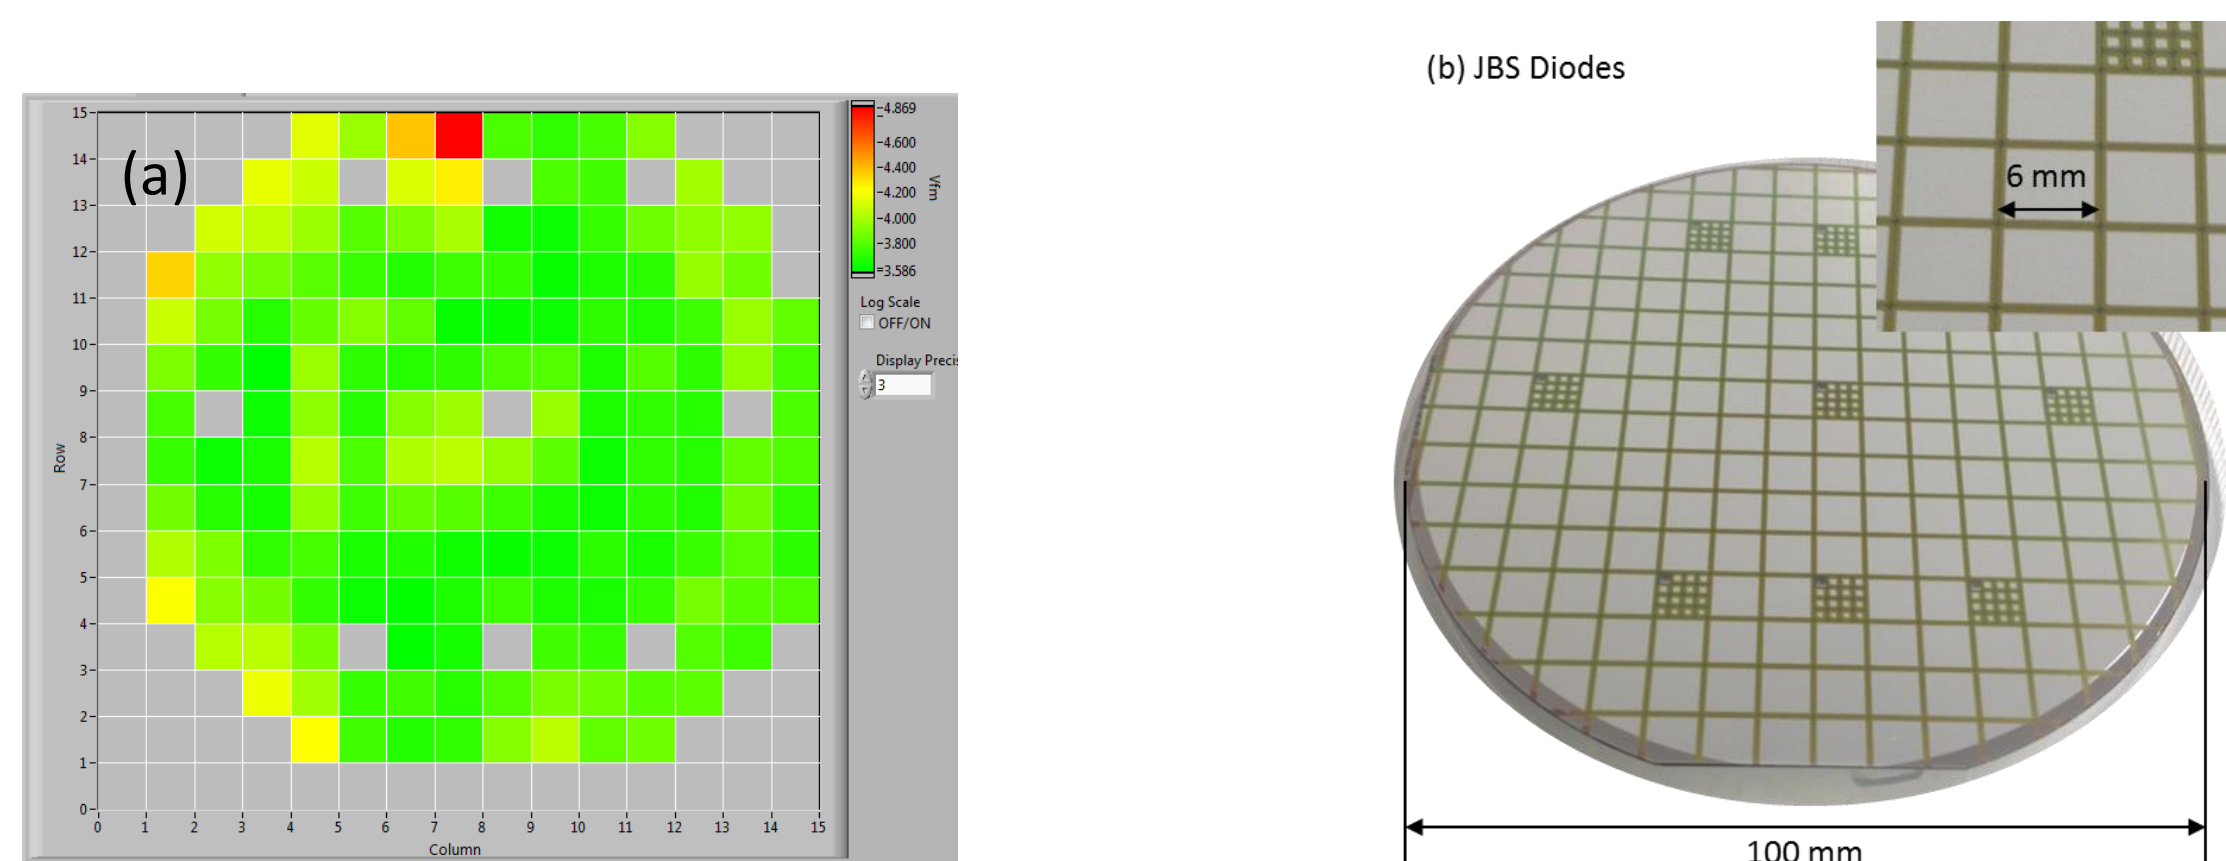 (a)
15
14
13
12
11
10
9
8
7
6
5
4
3
2
1
0
Row
0 1 2 3 4 5 6 7 8 9 10 11 12 13 14 15
Column
4.869
4.600
4.400
4.200
4.000
3.800
3.586
Vfm
Log Scale
OFF/ON
Display Precis
3
(b) JBS Diodes
6 mm
100 mm